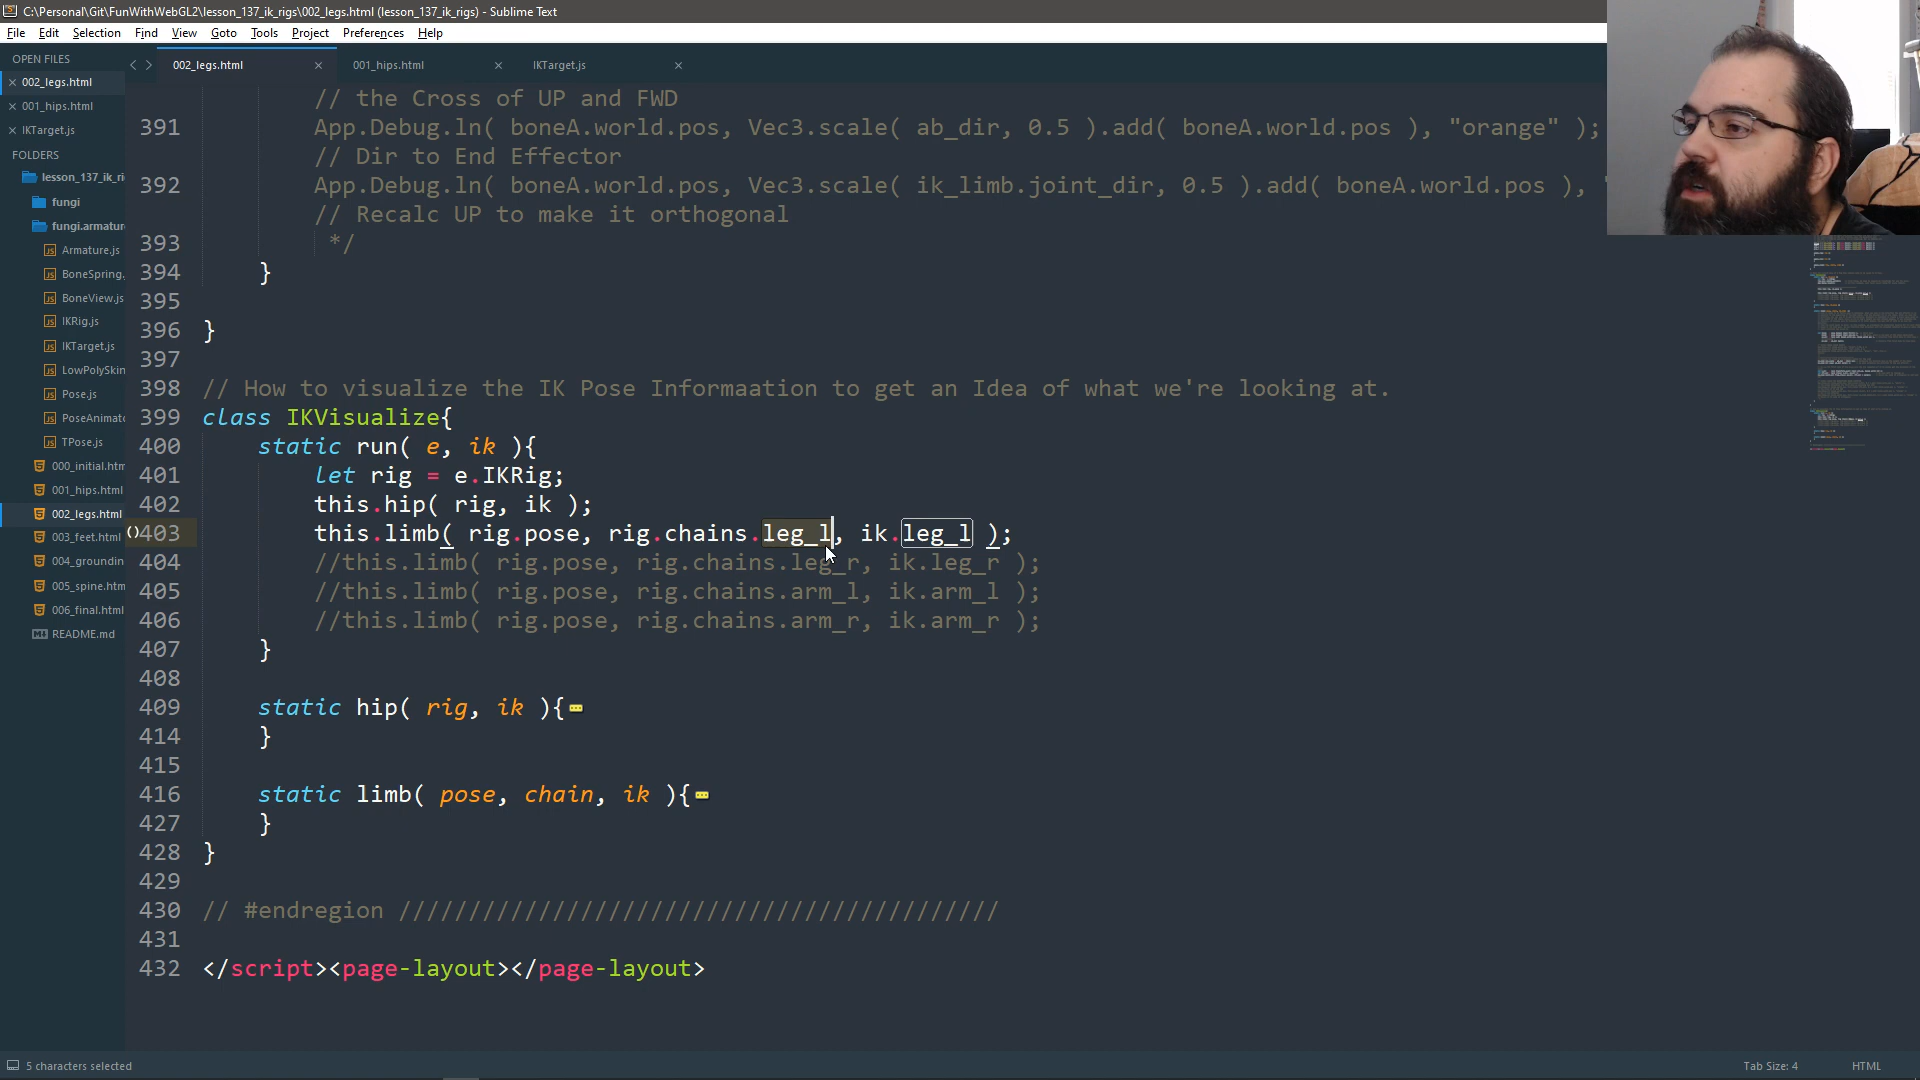 C:\Personal\Git\FunWithWebGL2\lesson_137_ik_rigs\002_legs.html (lesson_137_ik_rigs) - Sublime Text
File Edit Selection Find View Goto Tools Project Preferences Help
OPEN FILES
002_legs.html
001_hips.html
IKTarget.js
FOLDERS
lesson_137_ik_ri
fungi
fungi.armatur
Armature.js
BoneSpring.
BoneView.js
IKRig.js
IKTarget.js
LowPolySkin
Pose.js
PoseAnimato
TPose.js
000_initial.htm
001_hips.html
002_legs.html
003_feet.html
004_groundin
005_spine.htm
006_final.html
README.md
002_legs.html 001_hips.html IKTarget.js
// the Cross of UP and FWD
391 App.Debug.ln( boneA.world.pos, Vec3.scale( ab_dir, 0.5 ).add( boneA.world.pos ), "orange" );
// Dir to End Effector
392 App.Debug.ln( boneA.world.pos, Vec3.scale( ik_limb.joint_dir, 0.5 ).add( boneA.world.pos ), "
// Recalc UP to make it orthogonal
393 */
394 }
395
396 }
397
398 // How to visualize the IK Pose Informaation to get an Idea of what we're looking at.
399 class IKVisualize{
400 static run( e, ik ){
401 let rig = e.IKRig;
402 this.hip( rig, ik );
403 this.limb( rig.pose, rig.chains.leg_l, ik.leg_l );
404 //this.limb( rig.pose, rig.chains.leg_r, ik.leg_r );
405 //this.limb( rig.pose, rig.chains.arm_l, ik.arm_l );
406 //this.limb( rig.pose, rig.chains.arm_r, ik.arm_r );
407 }
408
409 static hip( rig, ik ){
414 }
415
416 static limb( pose, chain, ik ){
427 }
428 }
429
430 // #endregion ///////////////////////////////////////////
431
432 </script><page-layout></page-layout>
5 characters selected
Tab Size: 4 HTML